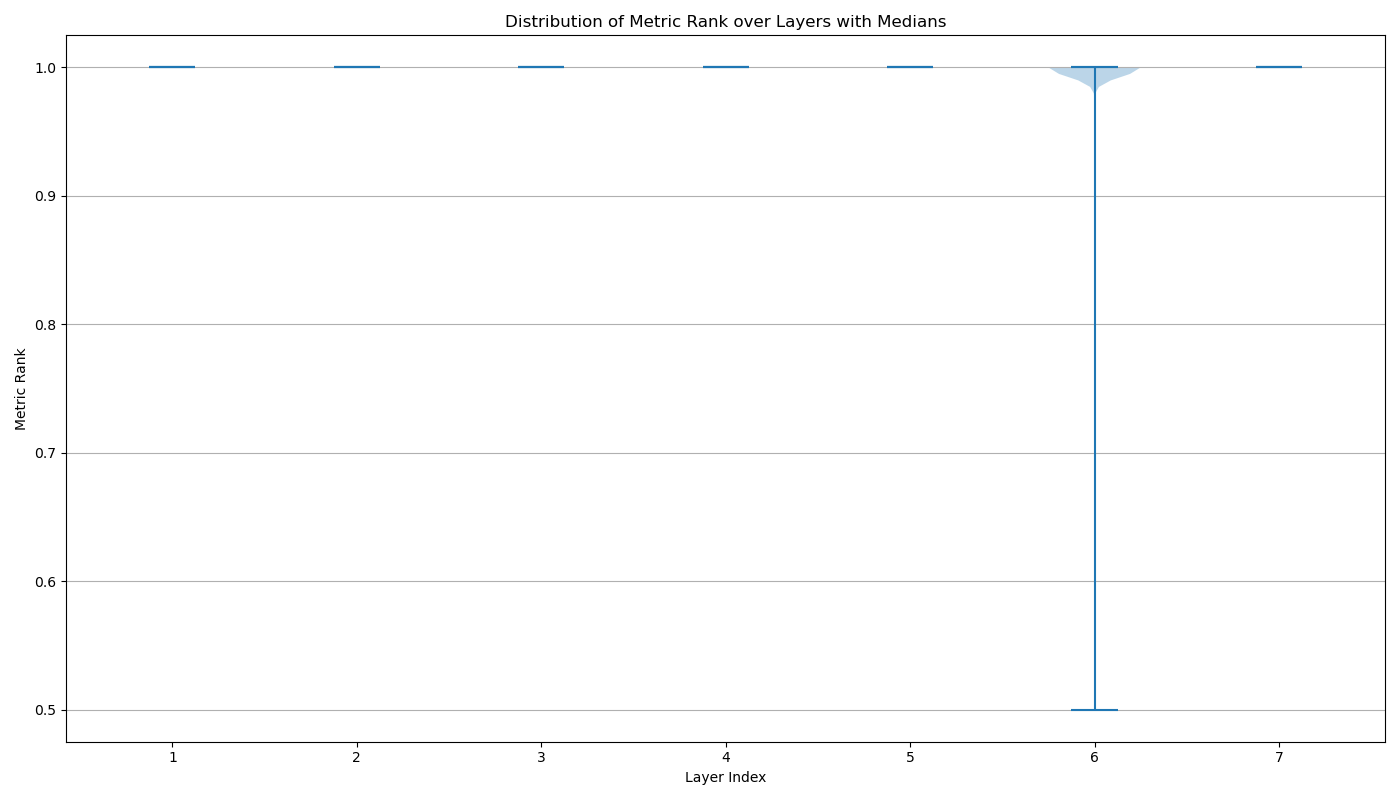 Distribution of Metric Rank over Layers with Medians
1.0
0.9
0.8
0.7
0.6
0.5
Metric Rank
1 2 3 4 5 6 7
Layer Index